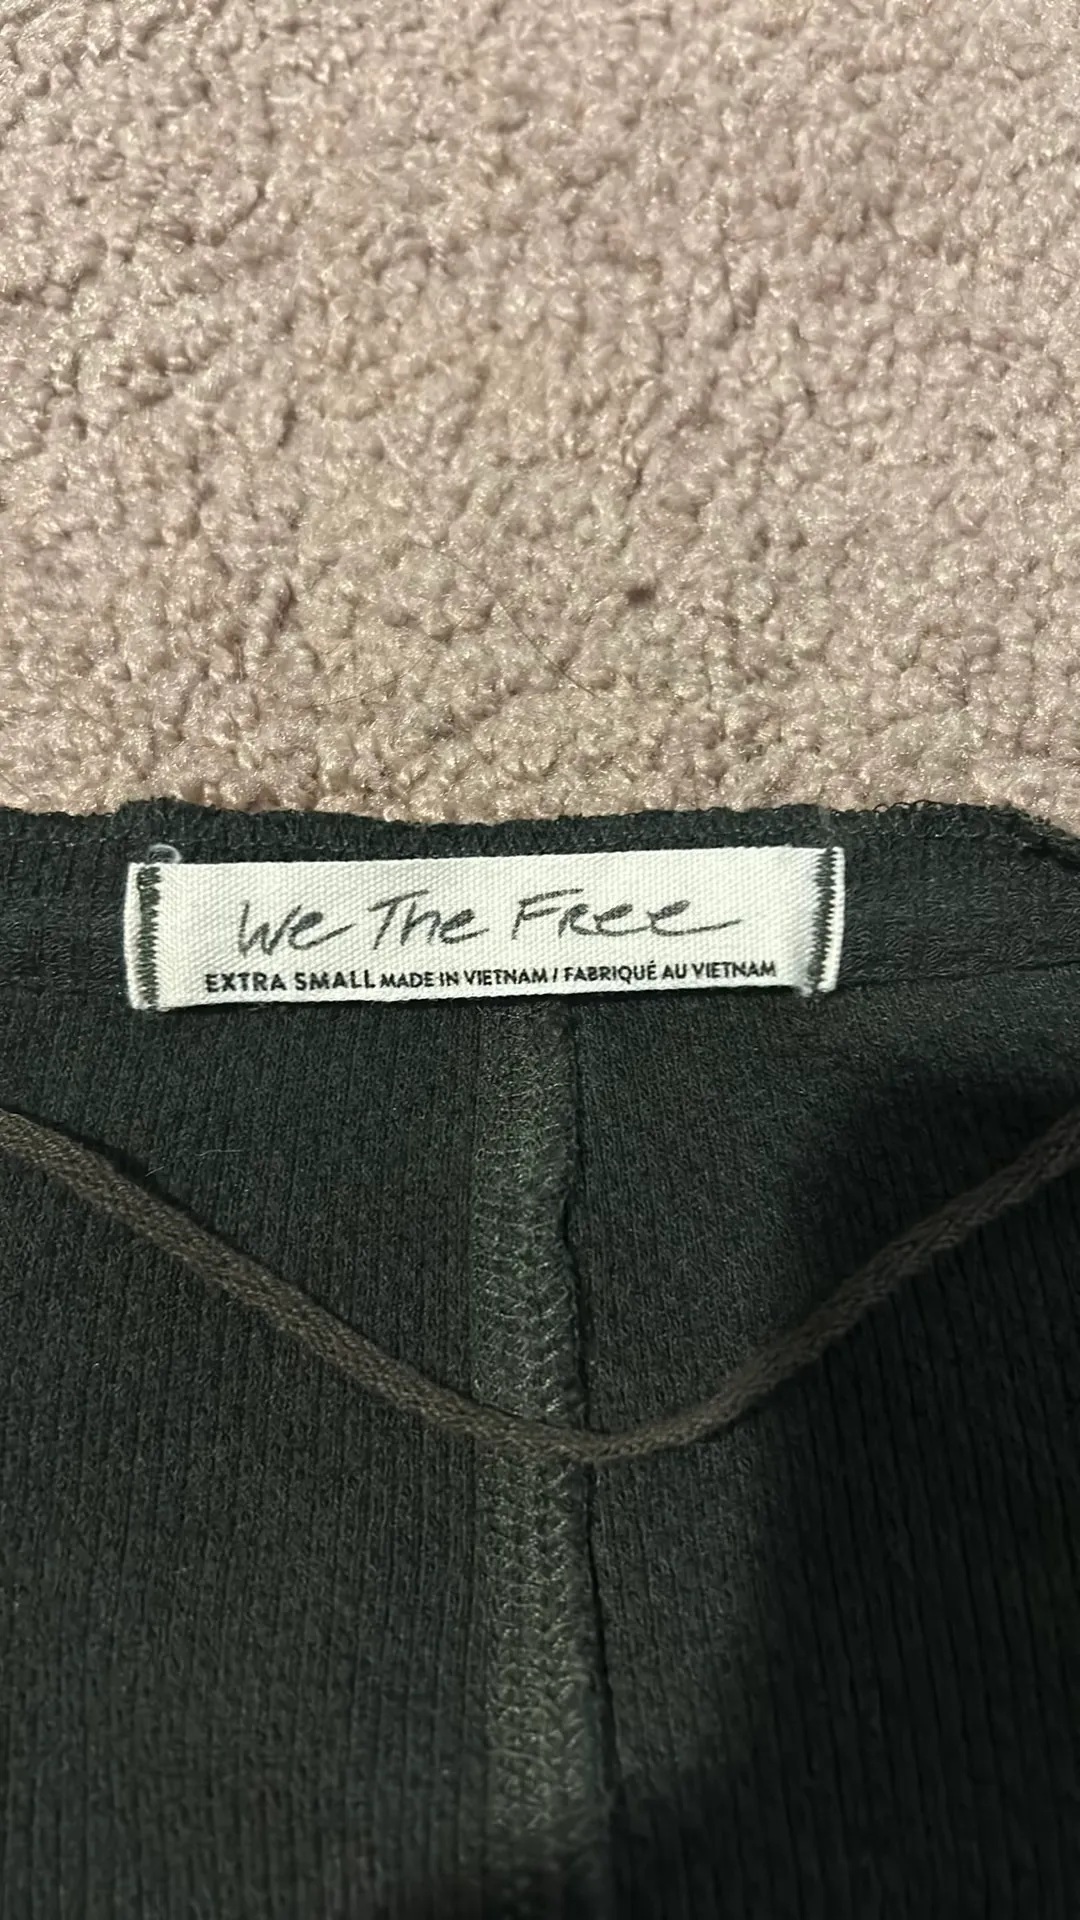 We The Free
EXTRA SMALL MADE IN VIETNAM / FABRIQUÉ AU VIETNAM